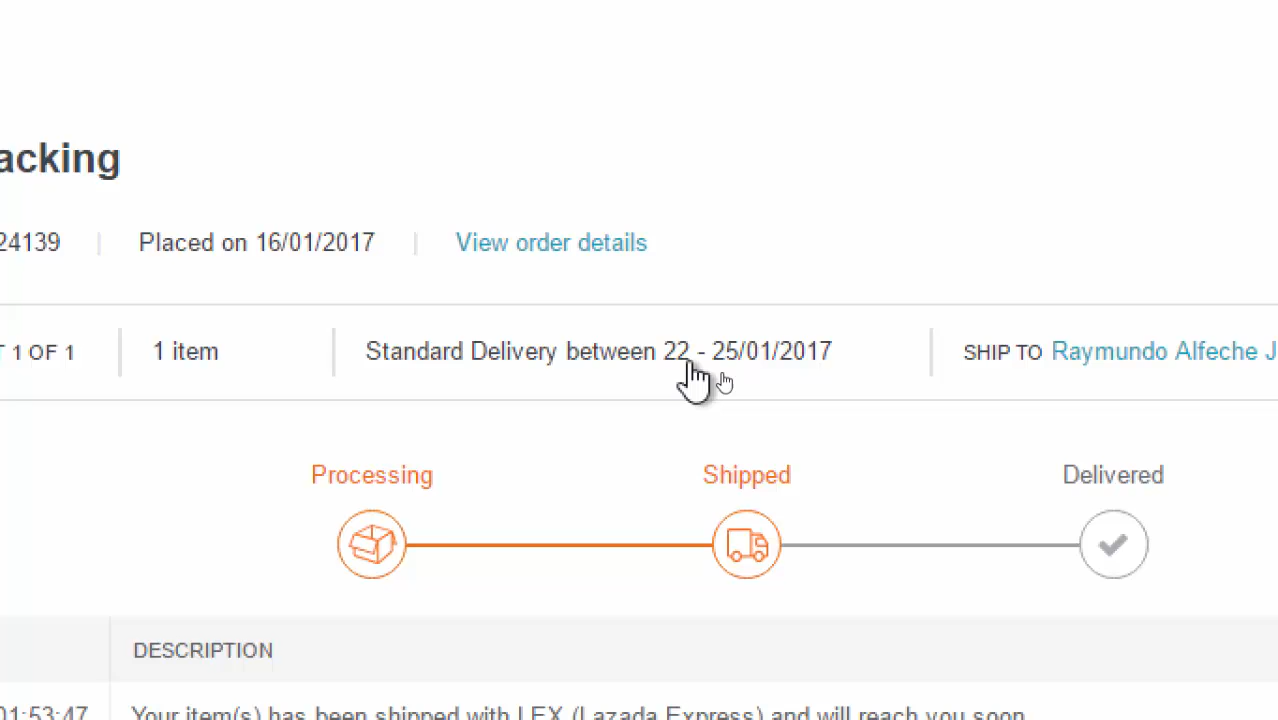 acking
24139 | Placed on 16/01/2017 | View order details
T 1 OF 1 | 1 item | Standard Delivery between 22 - 25/01/2017 | SHIP TO Raymundo Alfeche J
Processing Shipped Delivered
DESCRIPTION
01:53:47 Your item(s) has been shipped with LEX (Lazada Express) and will reach you soon